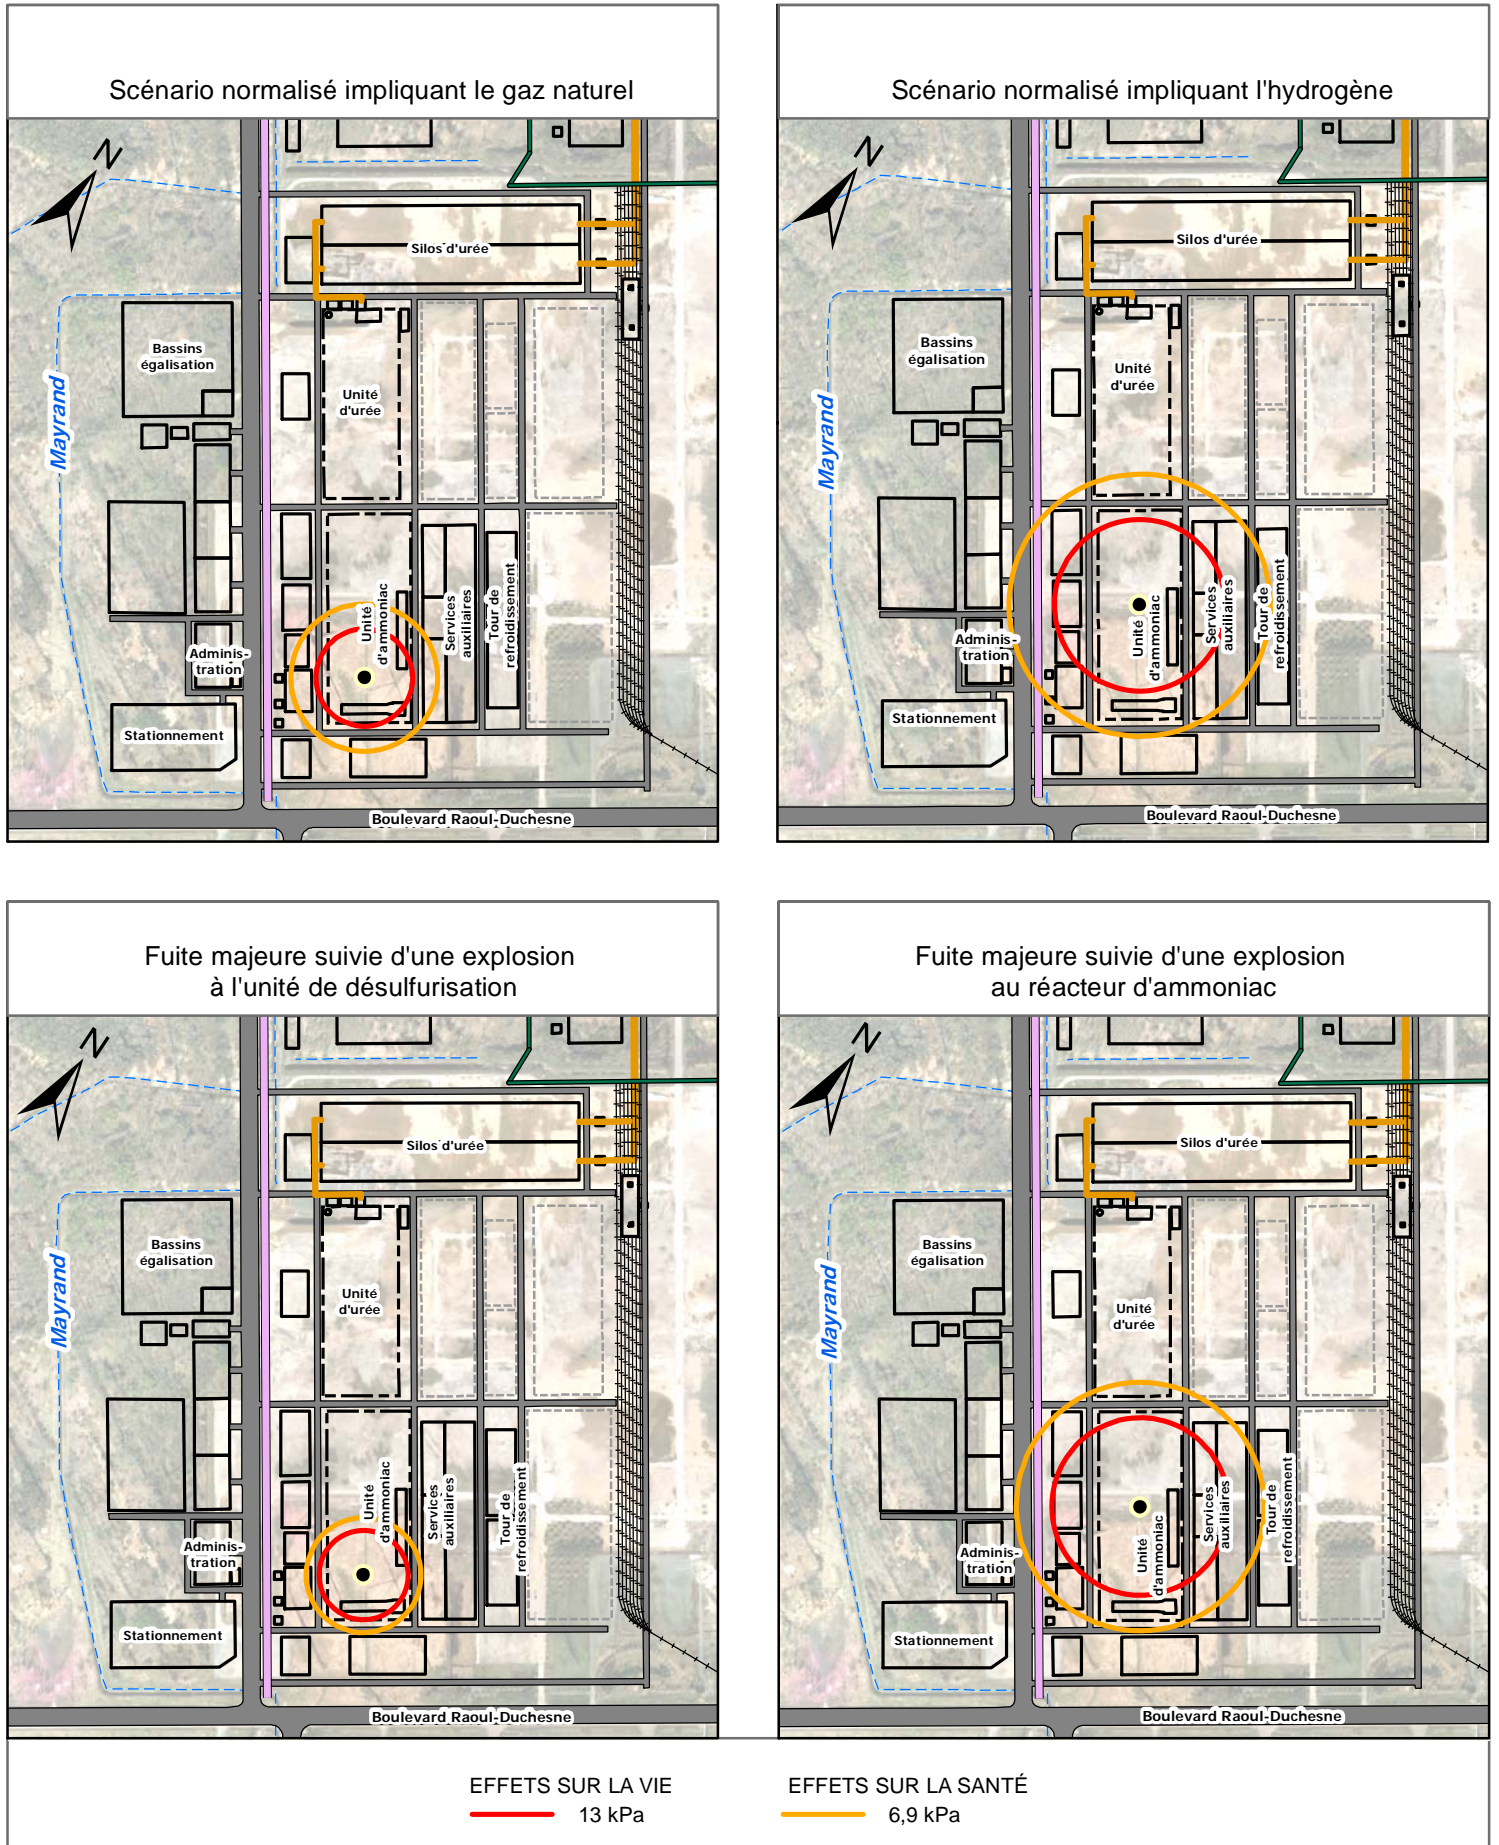 Scénario normalisé impliquant le gaz naturel
N
Silos d'urée
Bassins
égalisation
Mayrand
Unité
d'urée
Unité
d'ammoniac
Services
auxiliaires
Tour de
refroidissement
Adminis-
tration
Stationnement
Boulevard Raoul-Duchesne
Scénario normalisé impliquant l'hydrogène
N
Silos d'urée
Bassins
égalisation
Mayrand
Unité
d'urée
Unité
d'ammoniac
Services
auxiliaires
Tour de
refroidissement
Adminis-
tration
Stationnement
Boulevard Raoul-Duchesne
Fuite majeure suivie d'une explosion
à l'unité de désulfurisation
N
Silos d'urée
Bassins
égalisation
Mayrand
Unité
d'urée
Unité
d'ammoniac
Services
auxiliaires
Tour de
refroidissement
Adminis-
tration
Stationnement
Boulevard Raoul-Duchesne
Fuite majeure suivie d'une explosion
au réacteur d'ammoniac
N
Silos d'urée
Bassins
égalisation
Mayrand
Unité
d'urée
Unité
d'ammoniac
Services
auxiliaires
Tour de
refroidissement
Adminis-
tration
Stationnement
Boulevard Raoul-Duchesne
EFFETS SUR LA VIE
13 kPa
EFFETS SUR LA SANTÉ
6,9 kPa